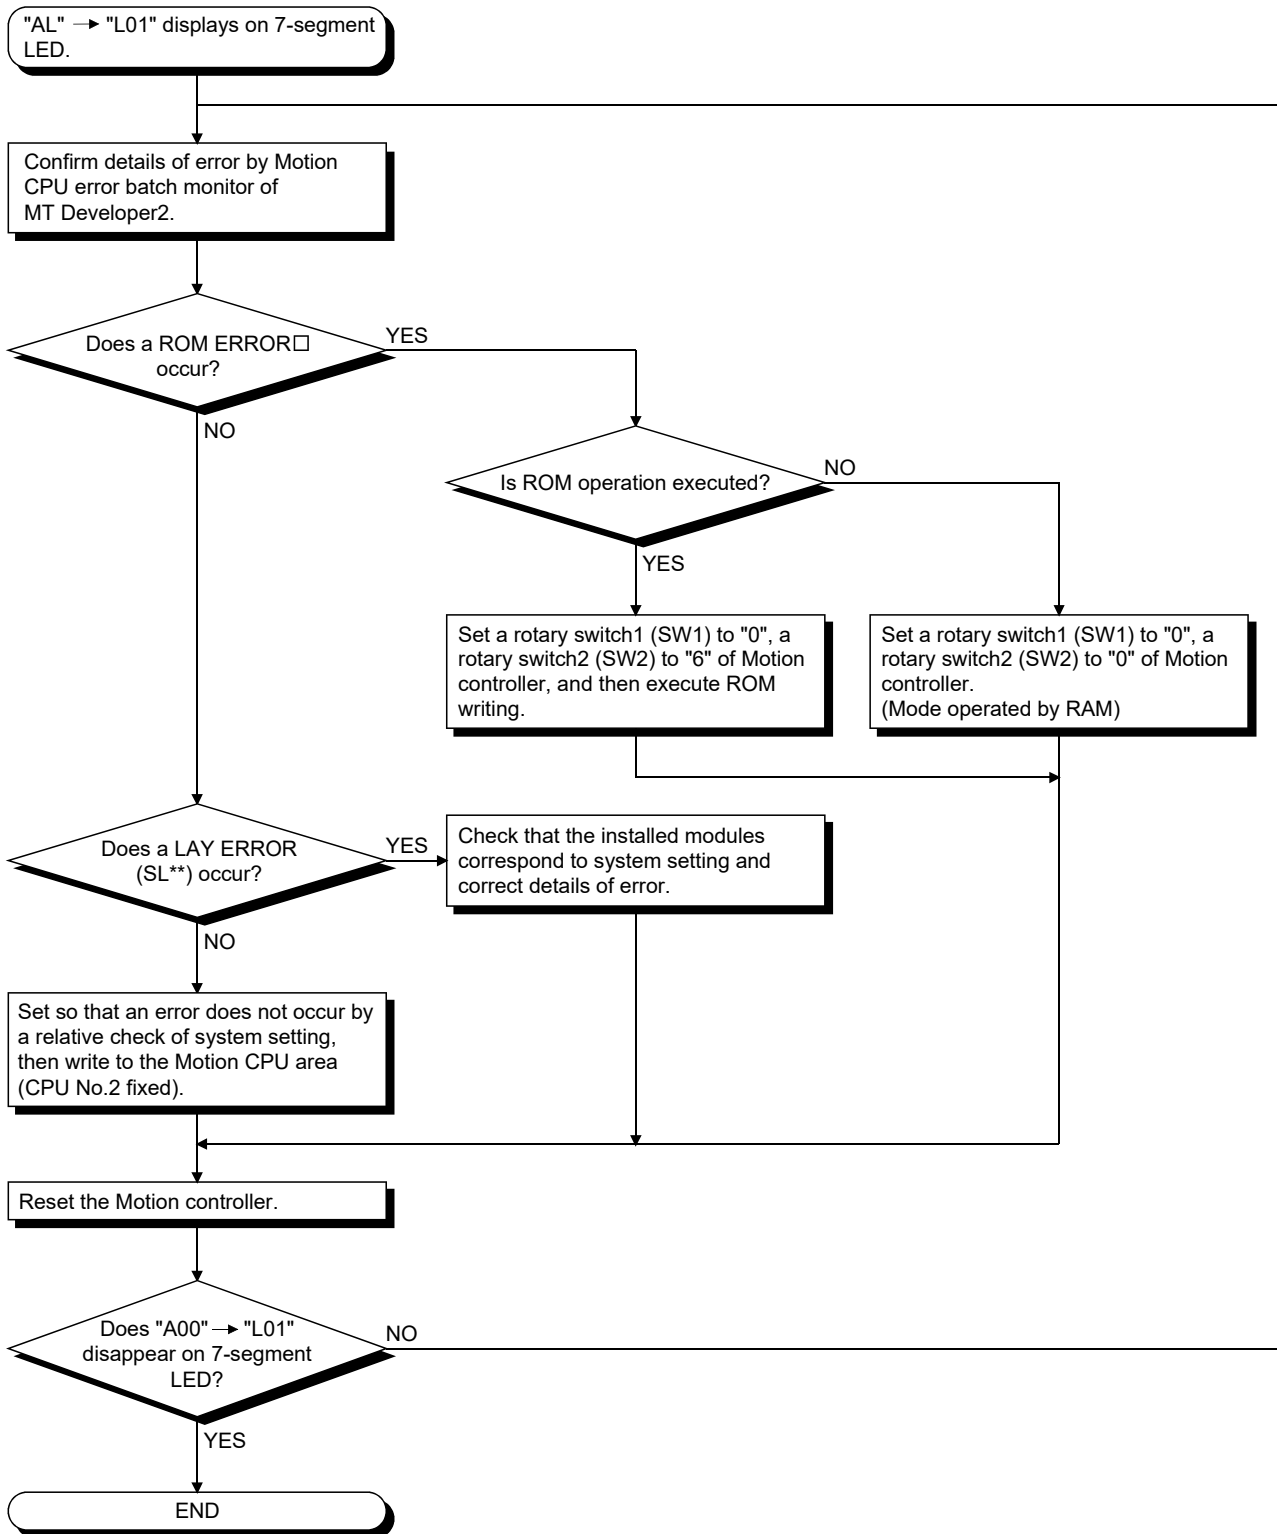 "AL" → "L01" displays on 7-segment
LED.
Confirm details of error by Motion
CPU error batch monitor of
MT Developer2.
Does a ROM ERROR□
occur?
YES
NO
Is ROM operation executed?
NO
YES
Set a rotary switch1 (SW1) to "0", a
rotary switch2 (SW2) to "6" of Motion
controller, and then execute ROM
writing.
Set a rotary switch1 (SW1) to "0", a
rotary switch2 (SW2) to "0" of Motion
controller.
(Mode operated by RAM)
Does a LAY ERROR
(SL**) occur?
YES
NO
Check that the installed modules
correspond to system setting and
correct details of error.
Set so that an error does not occur by
a relative check of system setting,
then write to the Motion CPU area
(CPU No.2 fixed).
Reset the Motion controller.
Does "A00" → "L01"
disappear on 7-segment
LED?
NO
YES
END